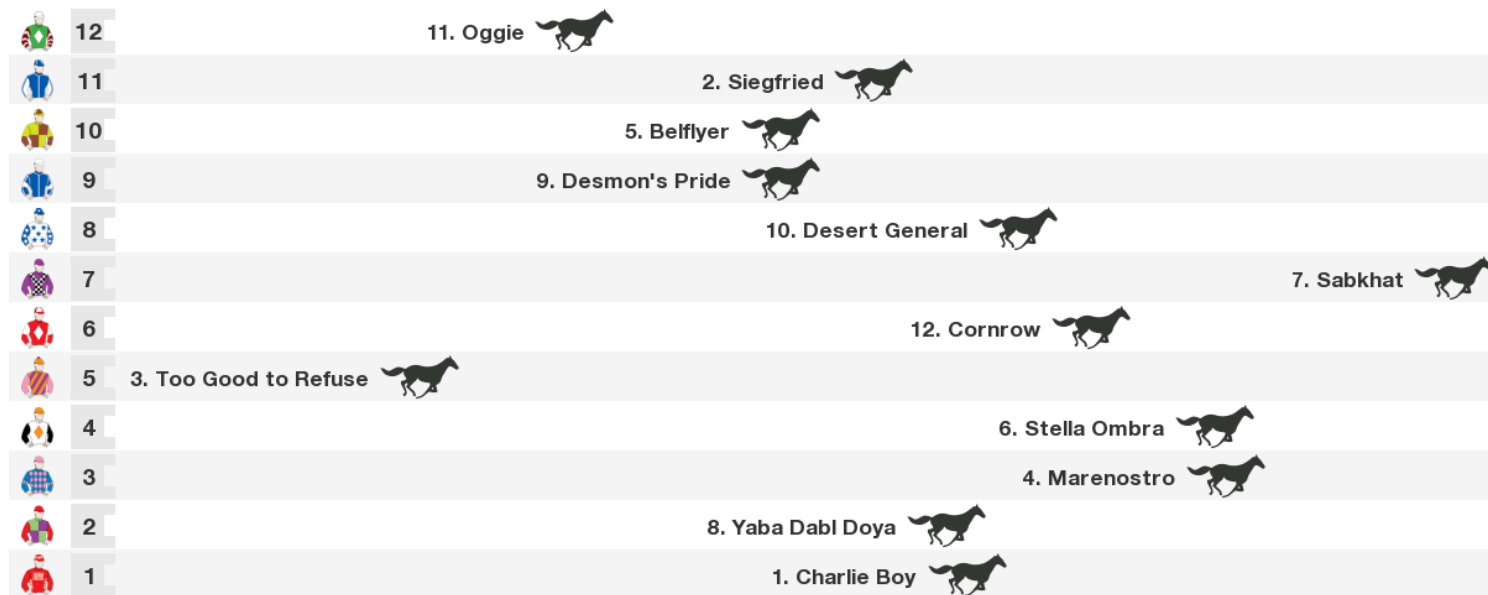 12 11. Oggie
11 2. Siegfried
10 5. Belflyer
9 9. Desmon's Pride
8 10. Desert General
7 7. Sabkhat
6 12. Cornrow
5 3. Too Good to Refuse
4 6. Stella Ombra
3 4. Marenostro
2 8. Yaba Dabl Doya
1 1. Charlie Boy